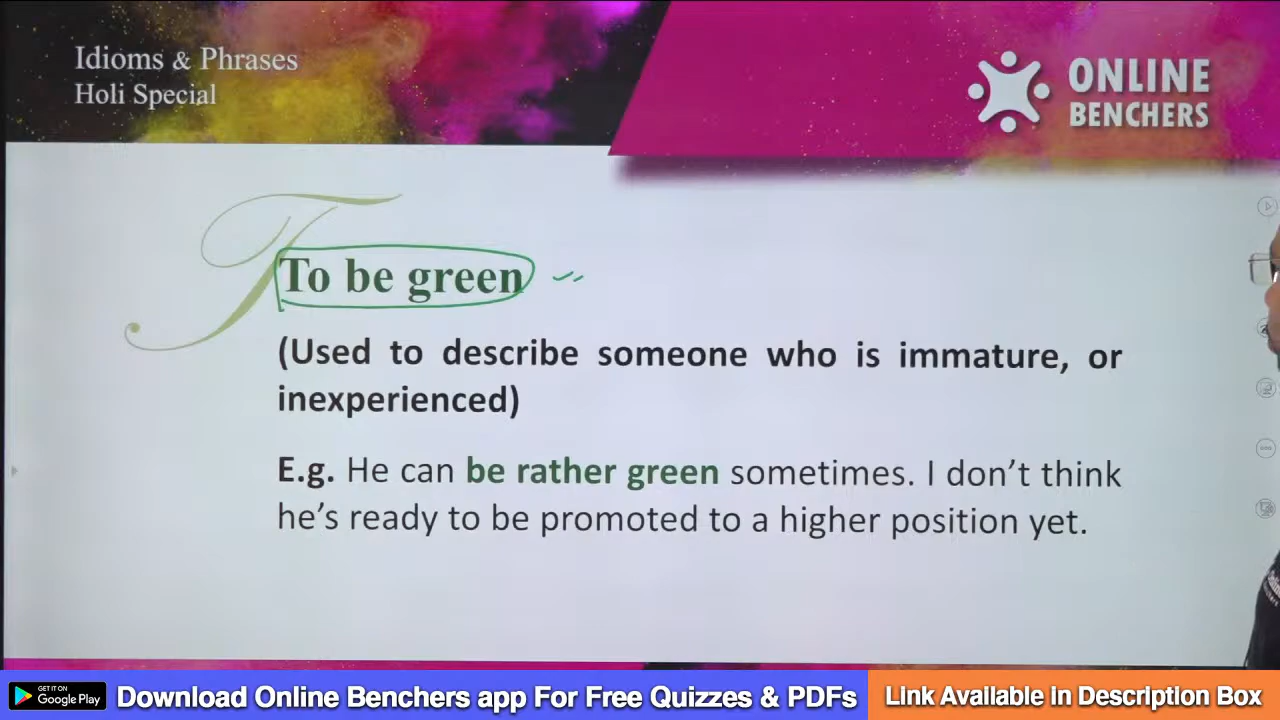 Idioms & Phrases
Holi Special
ONLINE
BENCHERS
To be green
(Used to describe someone who is immature, or
inexperienced)
E.g. He can be rather green sometimes. I don't think
he's ready to be promoted to a higher position yet.
GET IT ON
Google Play
Download Online Benchers app For Free Quizzes & PDFs
Link Available in Description Box